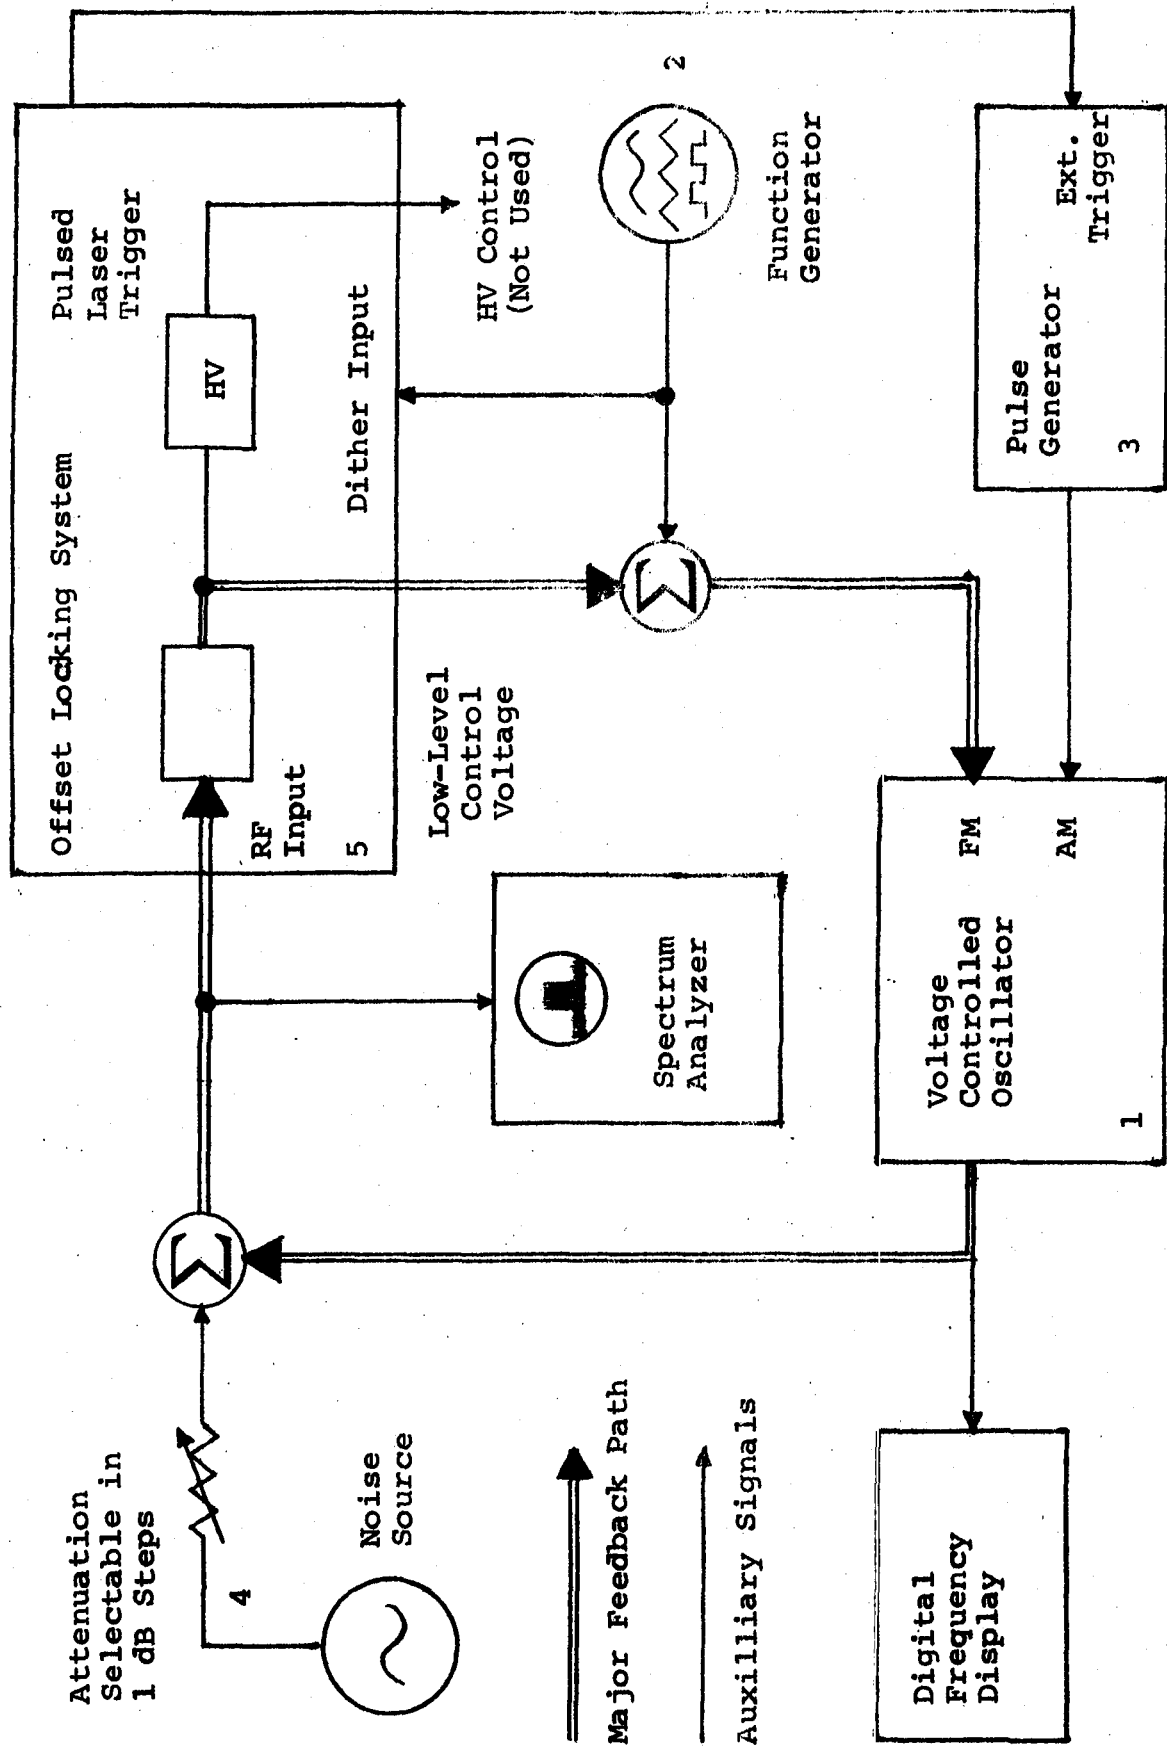 Attenuation
Selectable in
1 dB Steps
4
Noise
Source
Offset Locking System
Pulsed
Laser
Trigger
HV
RF
Input
5
Dither Input
Low-Level
Control
Voltage
HV Control
(Not Used)
2
Function
Generator
Spectrum
Analyzer
Σ
Σ
Major Feedback Path
Auxilliary Signals
Digital
Frequency
Display
Voltage
Controlled
Oscillator
1
FM
AM
Pulse
Generator
3
Ext.
Trigger